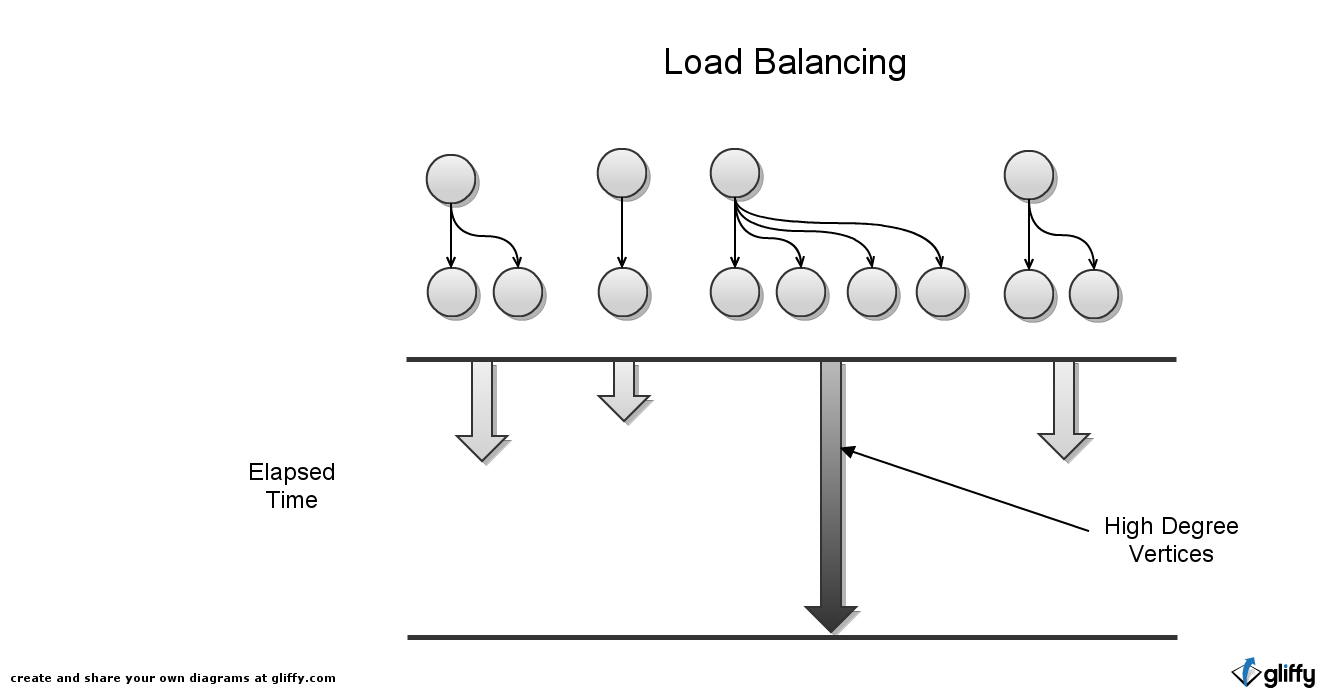 Load Balancing
Elapsed
Time
High Degree
Vertices
create and share your own diagrams at gliffy.com
gliffy